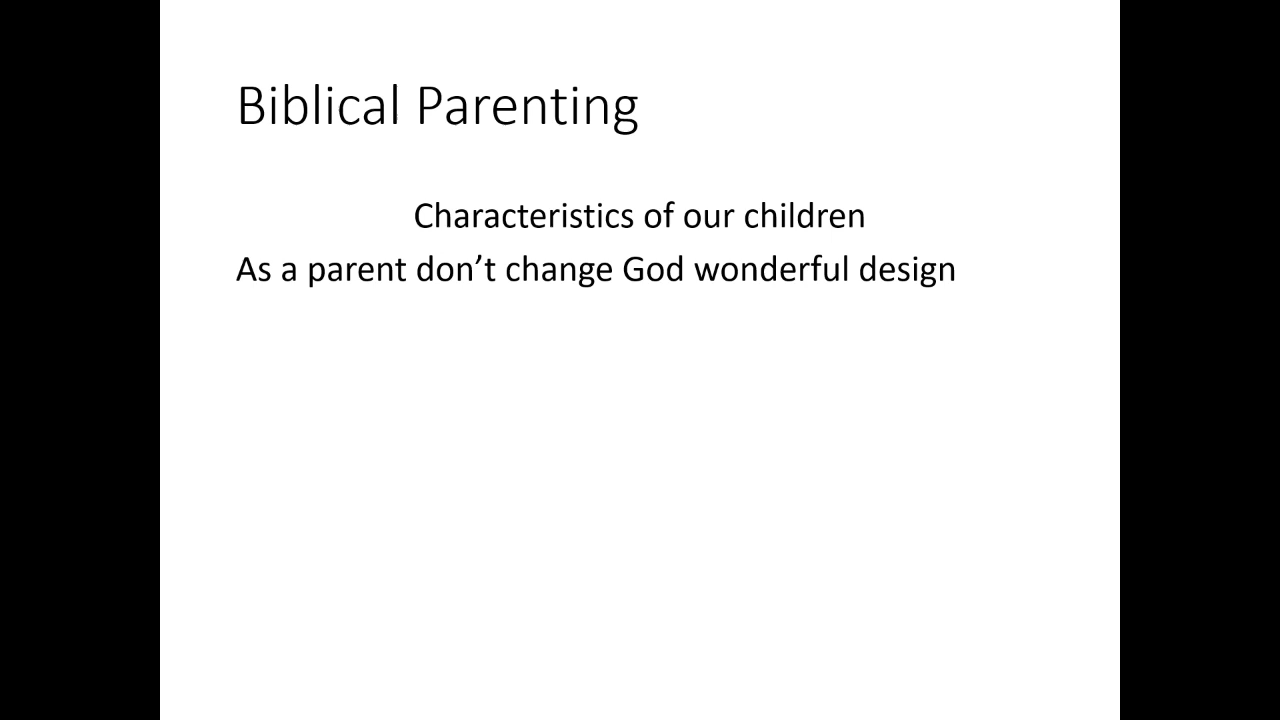 Biblical Parenting
Characteristics of our children
As a parent don’t change God wonderful design